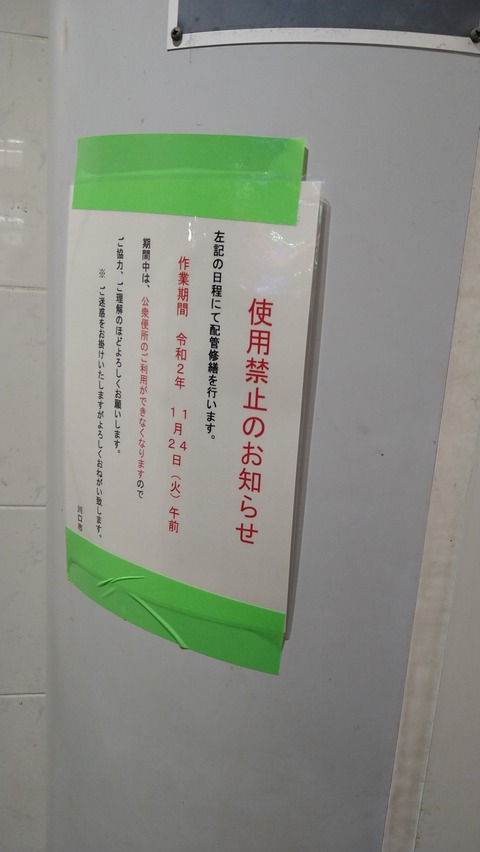 使用禁止のお知らせ
左記の日程にて配管修繕を行います。
作業期間　令和２年　１１月２４日（火）午前
期間中は、公衆便所のご利用ができなくなりますので
ご協力、ご理解のほどよろしくお願いします。
※　ご迷惑をお掛けいたしますがよろしくおねがい致します。
川口市